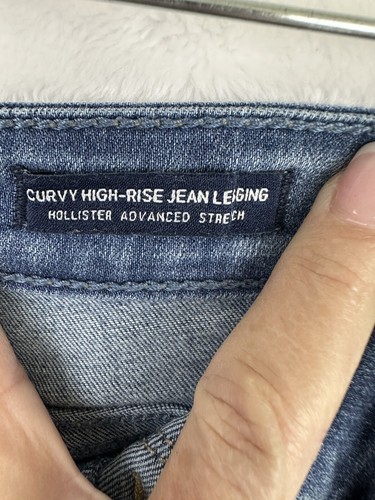 CURVY HIGH-RISE JEAN LEGGING
HOLLISTER ADVANCED STRETCH